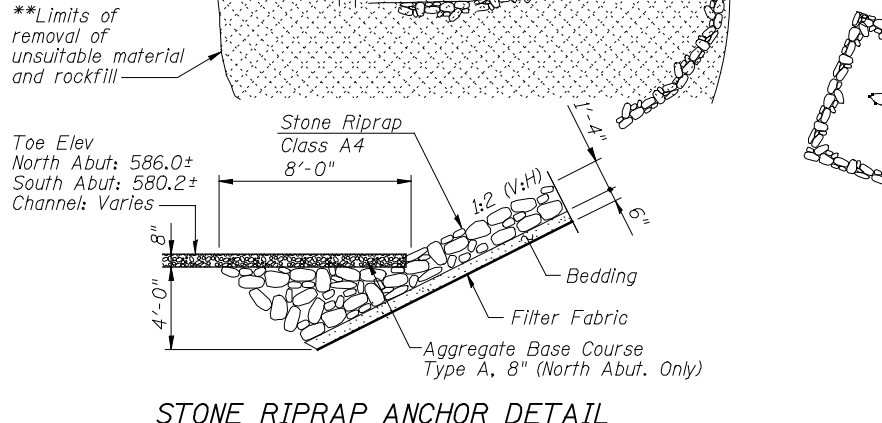 **Limits of
removal of
unsuitable material
and rockfill
Toe Elev
North Abut: 586.0±
South Abut: 580.2±
Channel: Varies
Stone Riprap
Class A4
8'-0"
1'-4"
1:2 (V:H)
6"
8"
4'-0"
Bedding
Filter Fabric
Aggregate Base Course
Type A, 8" (North Abut. Only)
STONE RIPRAP ANCHOR DETAIL